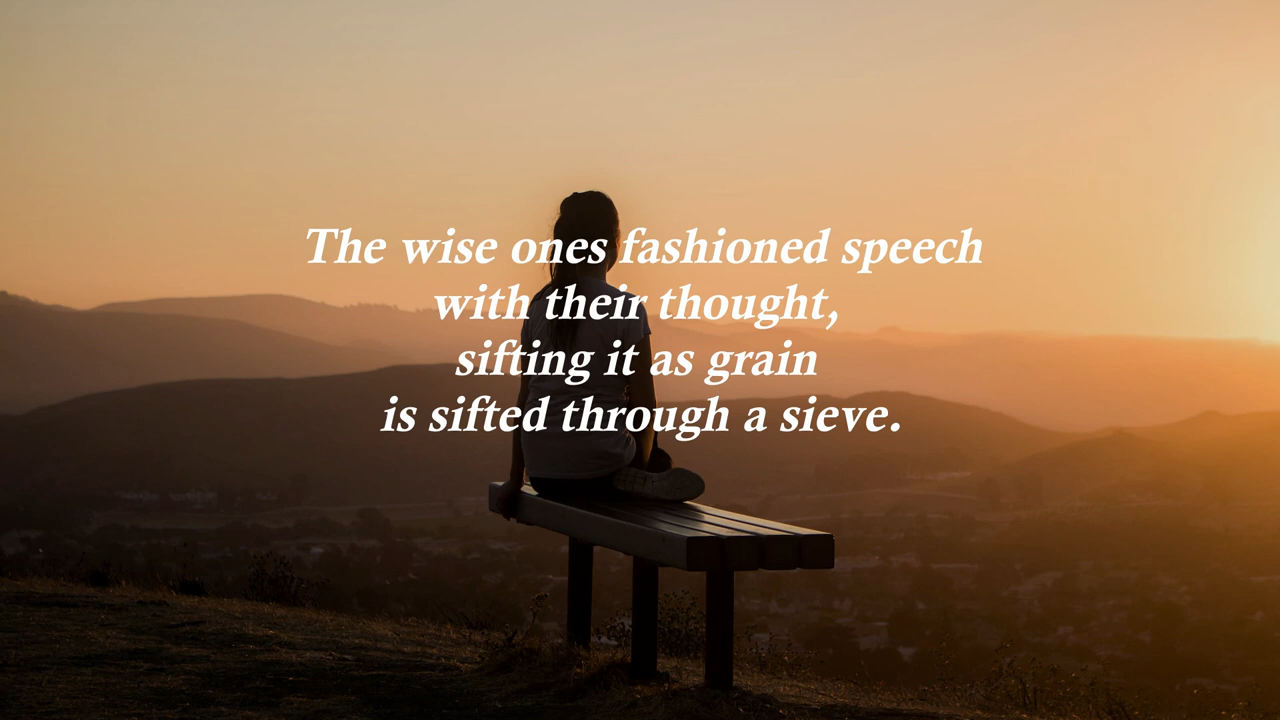 The wise ones fashioned speech
with their thought,
sifting it as grain
is sifted through a sieve.